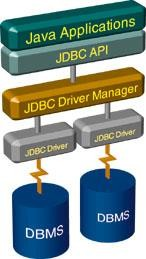 Java Applications
JDBC API
JDBC Driver Manager
JDBC Driver
JDBC Driver
DBMS
DBMS